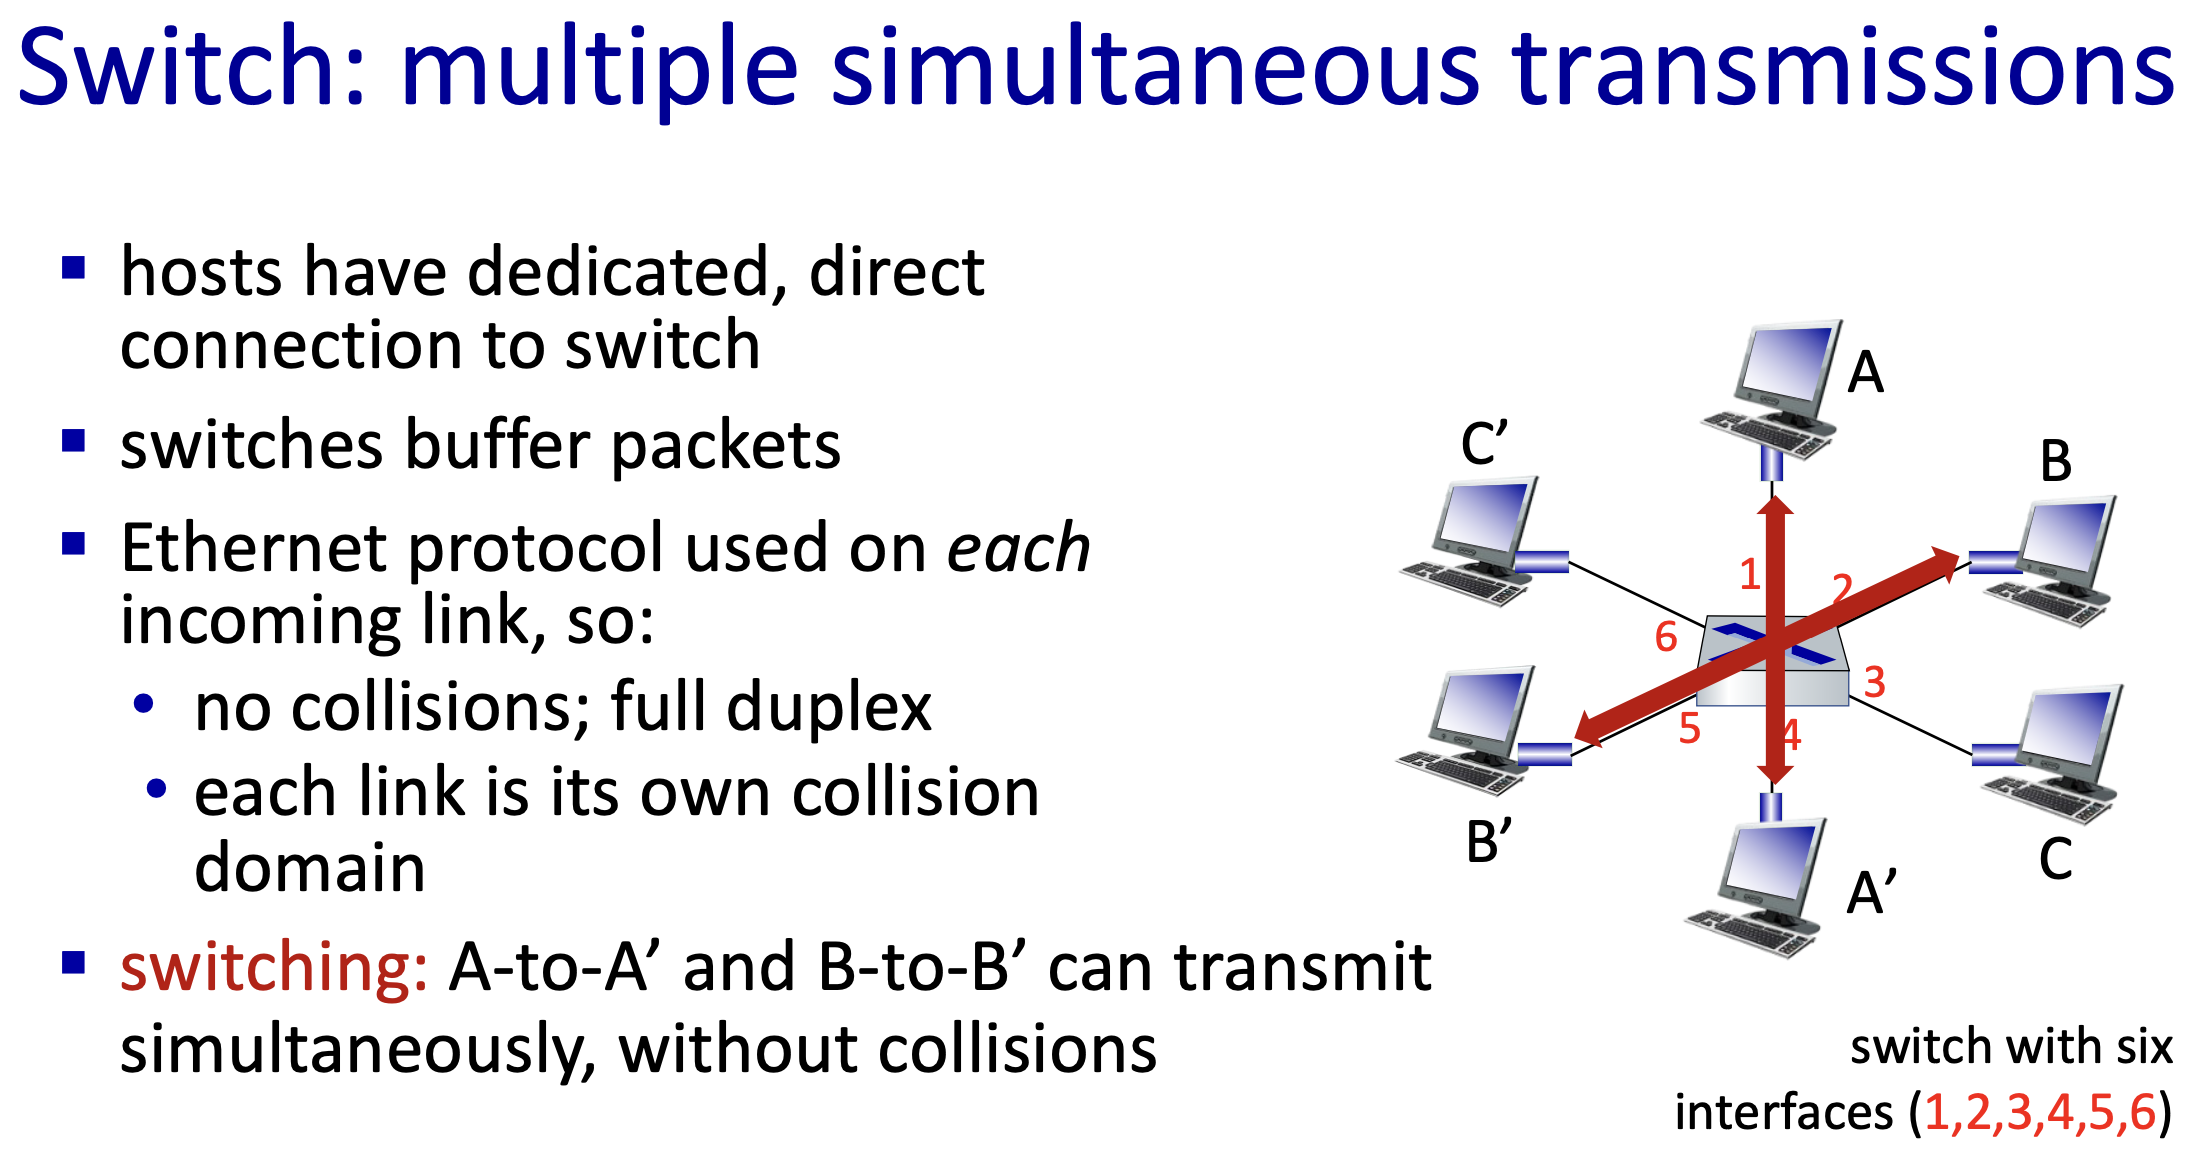 Switch: multiple simultaneous transmissions
▪ hosts have dedicated, direct
connection to switch
▪ switches buffer packets
▪ Ethernet protocol used on each
incoming link, so:
• no collisions; full duplex
• each link is its own collision
domain
▪ switching: A-to-A’ and B-to-B’ can transmit
simultaneously, without collisions
A
C’
B
1
2
6
3
5
4
B’
C
A’
switch with six
interfaces (1,2,3,4,5,6)